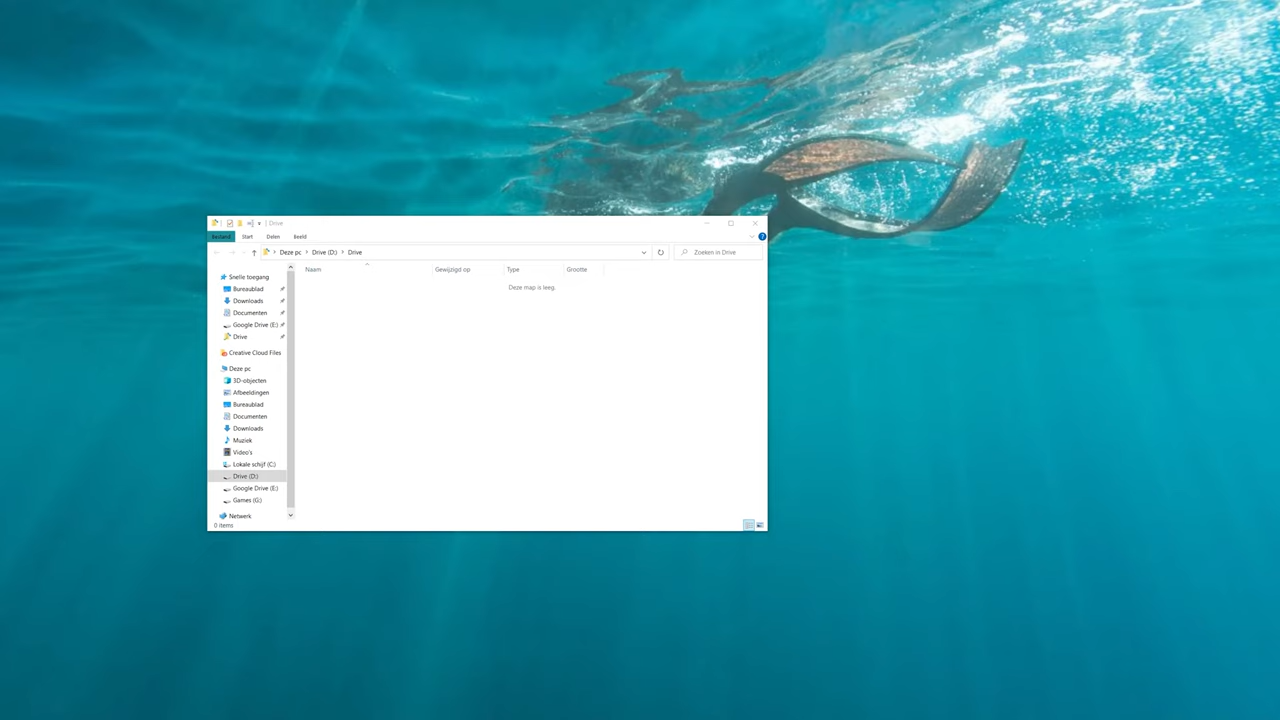 Drive
Bestand Start Delen Beeld
Deze pc Drive (D:) Drive
Zoeken in Drive
Naam Gewijzigd op Type Grootte
Deze map is leeg.
Snelle toegang
Bureaublad
Downloads
Documenten
Google Drive (E:)
Drive
Creative Cloud Files
Deze pc
3D-objecten
Afbeeldingen
Bureaublad
Documenten
Downloads
Muziek
Video's
Lokale schijf (C:)
Drive (D:)
Google Drive (E:)
Games (G:)
Netwerk
0 items